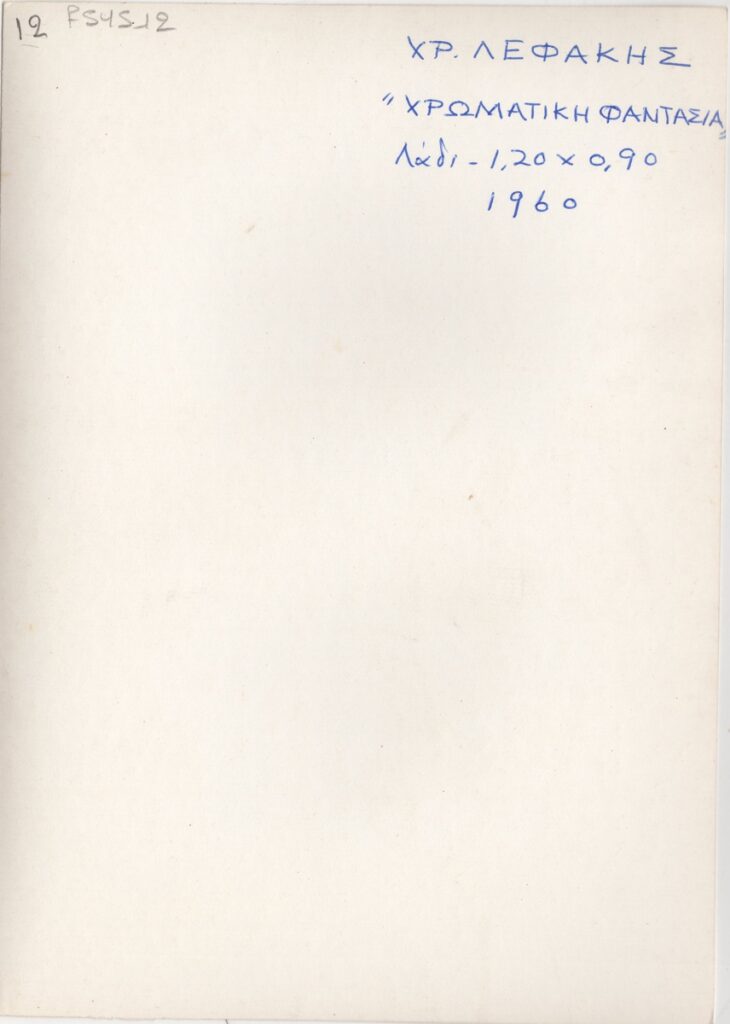 12 FS45_12
ΧΡ. ΛΕΦΑΚΗΣ
"ΧΡΩΜΑΤΙΚΗ ΦΑΝΤΑΣΙΑ"
Λάδι - 1,20 x 0,90
1960